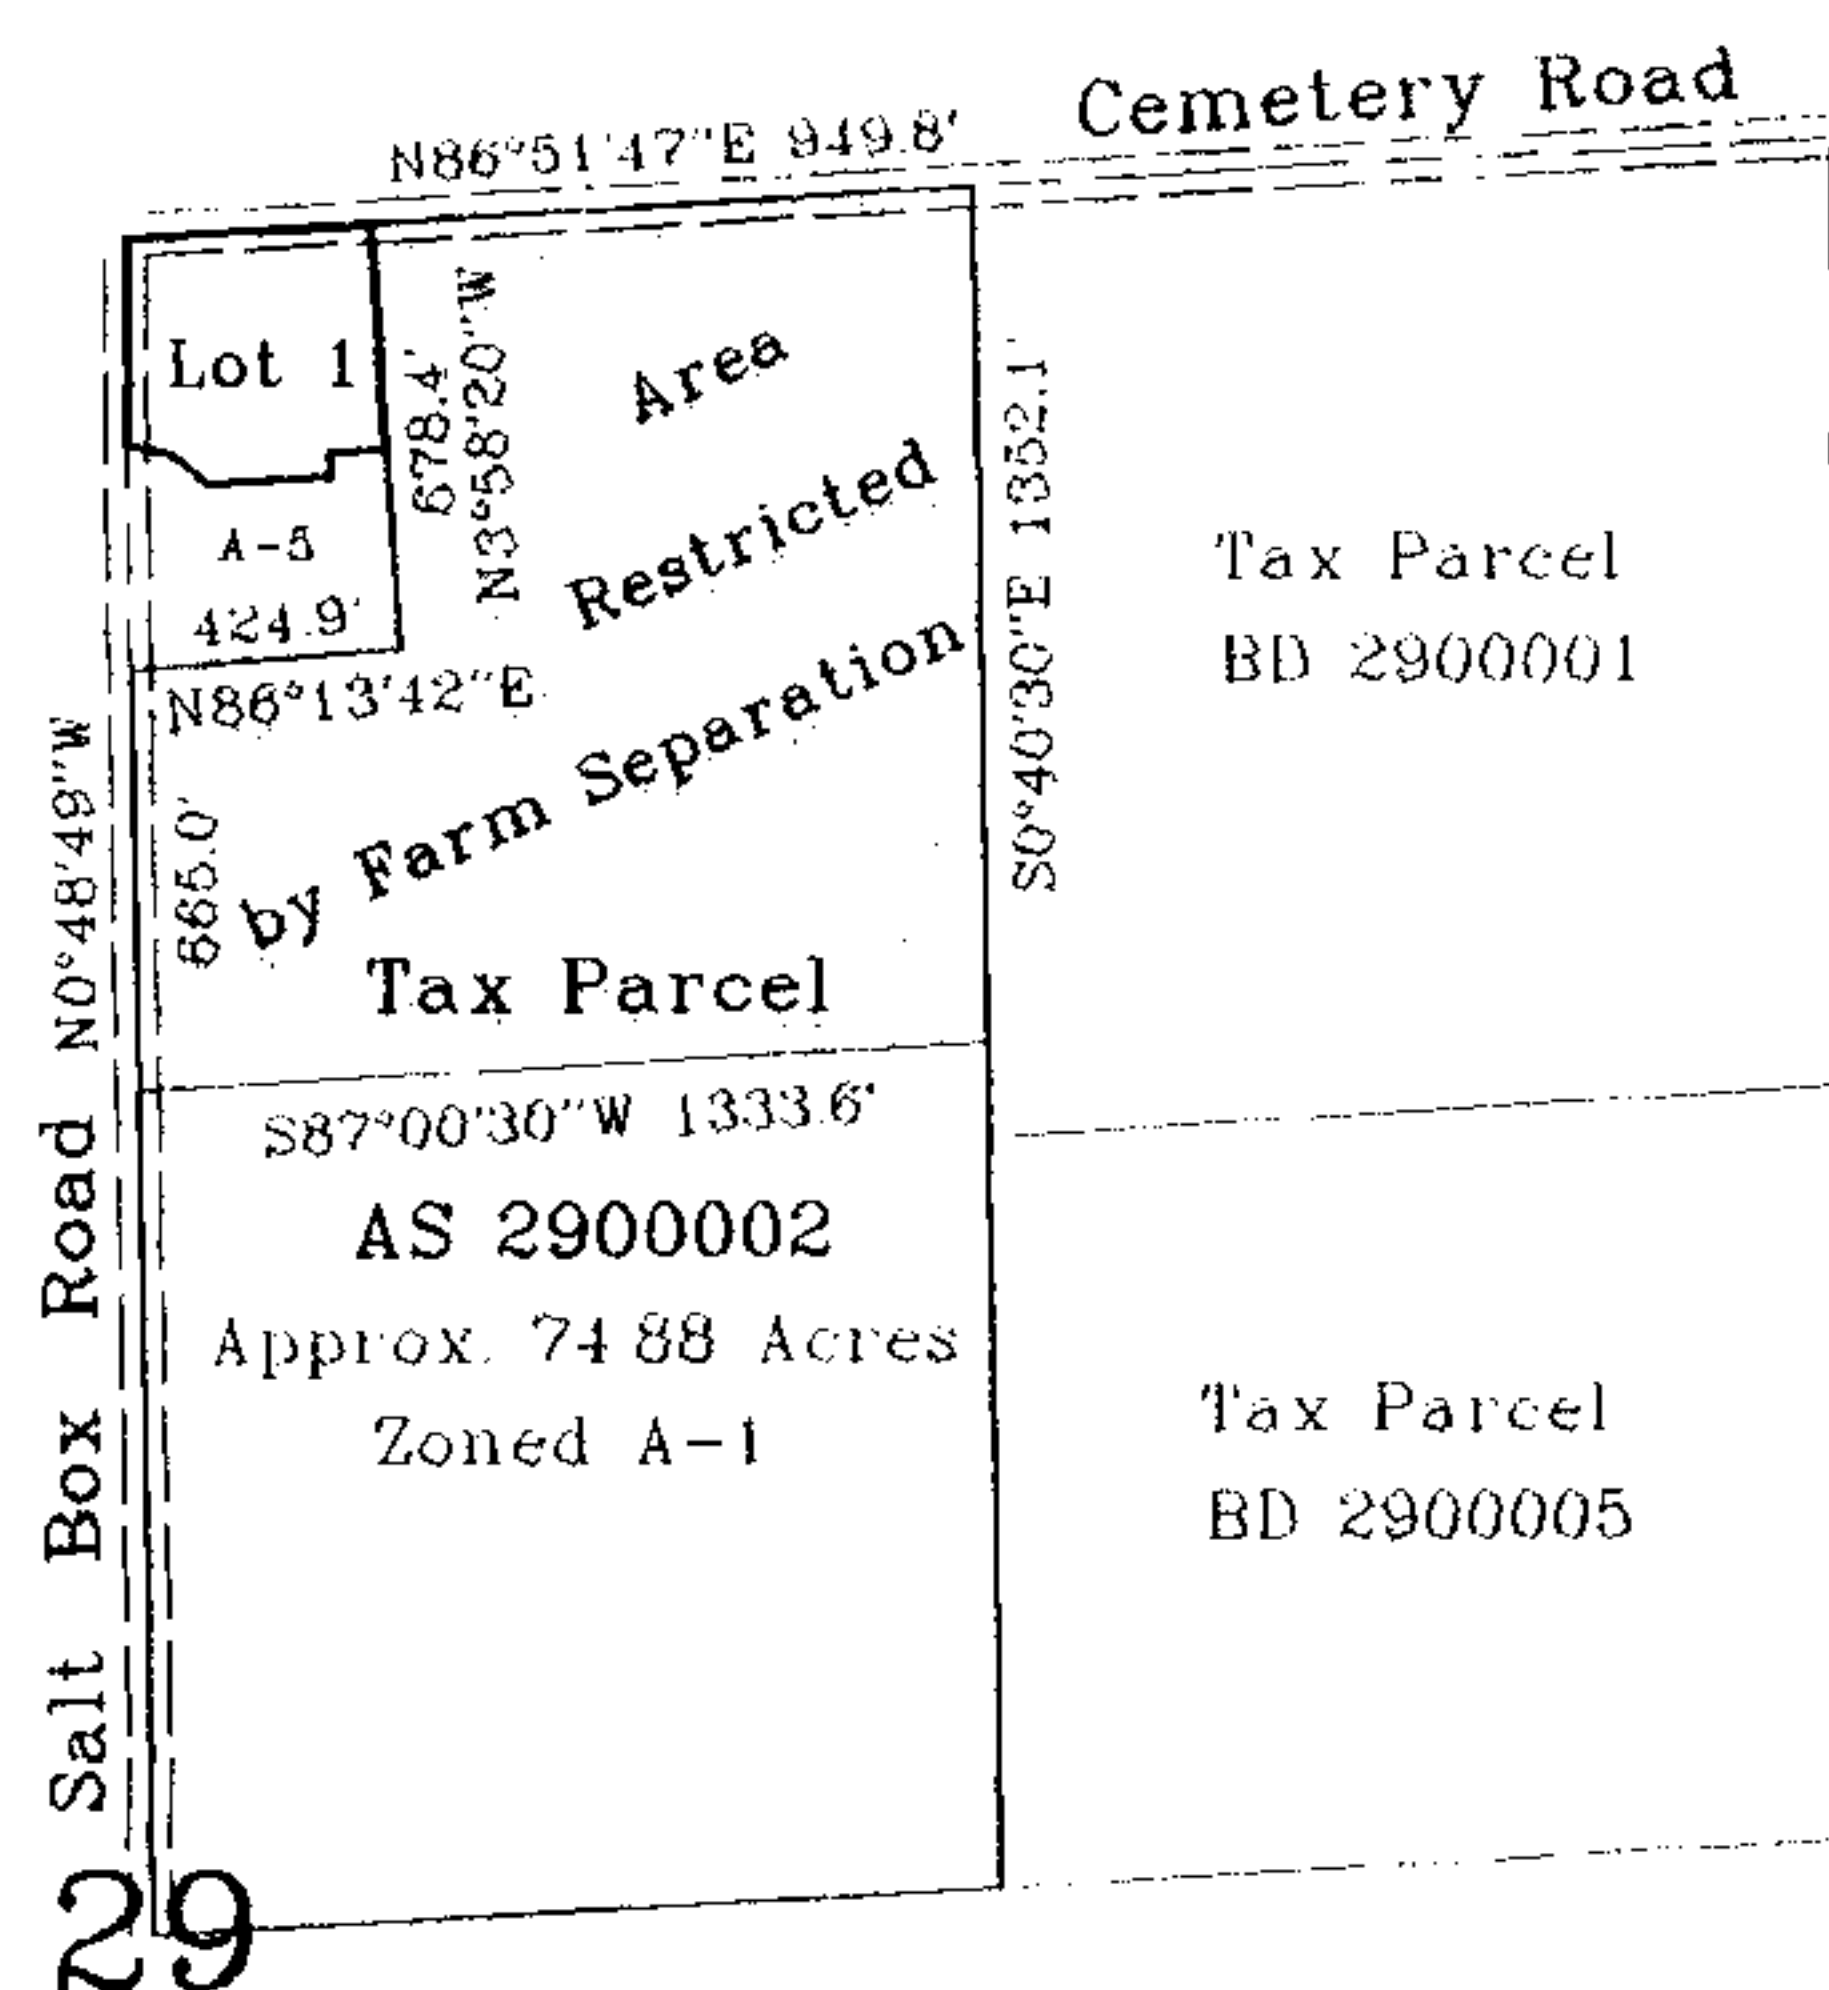 Cemetery Road
N86°51'47"E 949.8'
Lot 1
678.4'
N3°58'20"W
A-5
424.9'
N86°13'42"E
Area
Restricted
by Farm Separation
S0°40'30"E 1352.1'
Tax Parcel
BD 2900001
Salt Box Road N0°48'49"W
665.0'
Tax Parcel
S87°00'30"W 1333.6'
AS 2900002
Approx. 74.88 Acres
Zoned A-1
Tax Parcel
BD 2900005
29